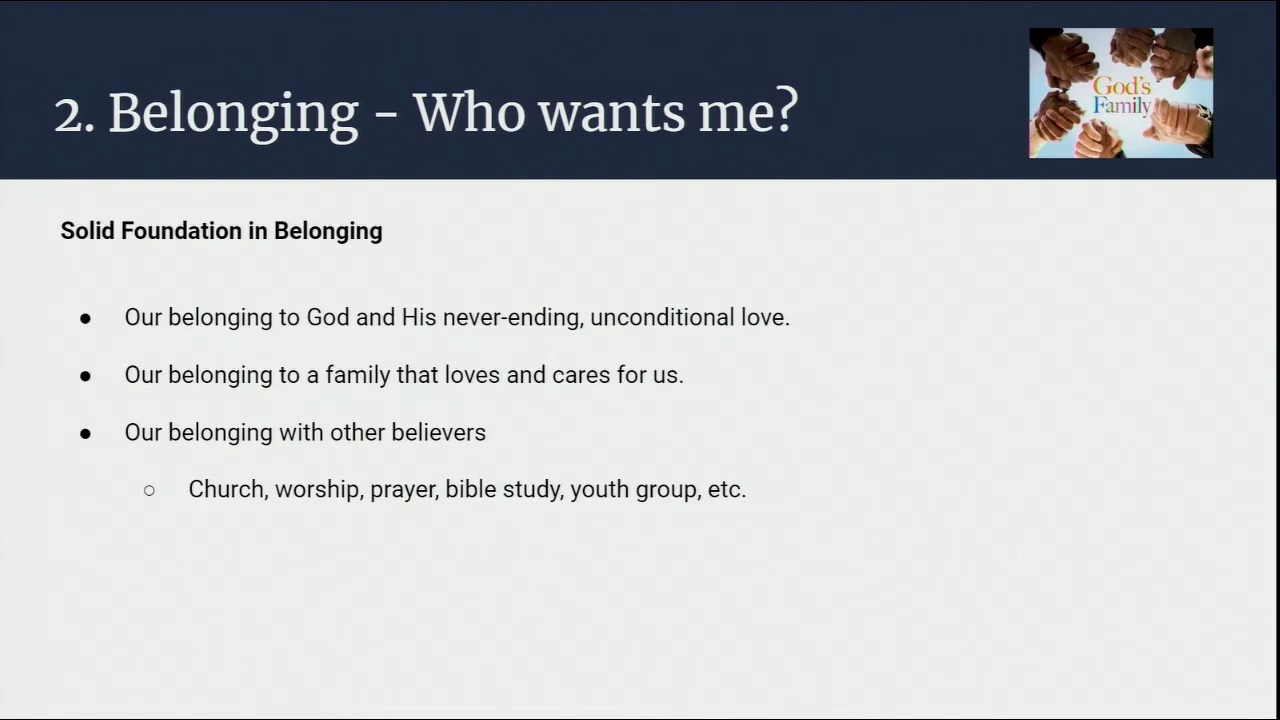 2. Belonging - Who wants me?
God's
Family
Solid Foundation in Belonging
● Our belonging to God and His never-ending, unconditional love.
● Our belonging to a family that loves and cares for us.
● Our belonging with other believers
○ Church, worship, prayer, bible study, youth group, etc.